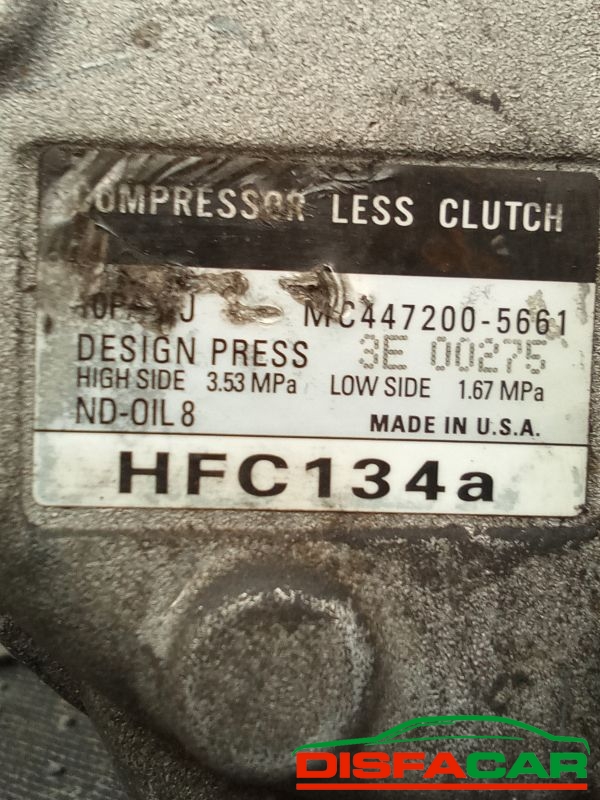 COMPRESSOR LESS CLUTCH
MC447200-5661
DESIGN PRESS 3E 00275
HIGH SIDE 3.53 MPa LOW SIDE 1.67 MPa
ND-OIL 8 MADE IN U.S.A.
HFC134a
DISFACAR